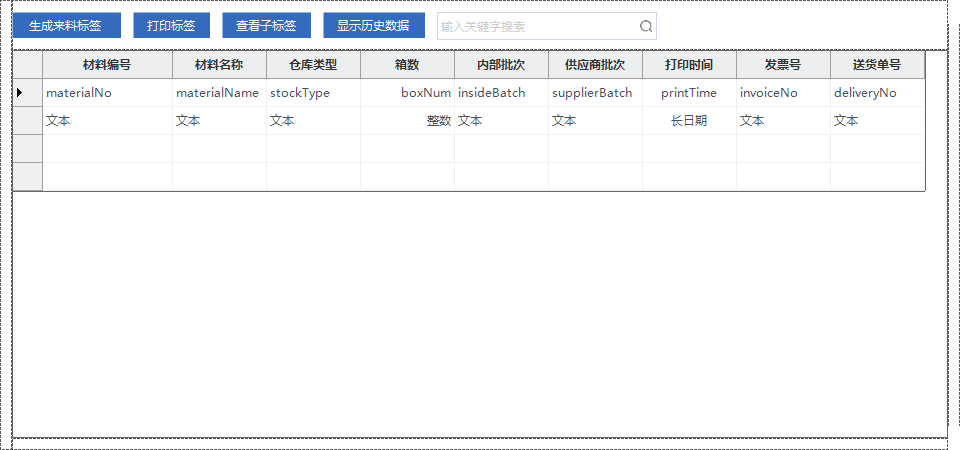 生成来料标签 打印标签 查看子标签 显示历史数据 输入关键字搜索
材料编号 材料名称 仓库类型 箱数 内部批次 供应商批次 打印时间 发票号 送货单号
materialNo materialName stockType boxNum insideBatch supplierBatch printTime invoiceNo deliveryNo
文本 文本 文本 整数 文本 文本 长日期 文本 文本